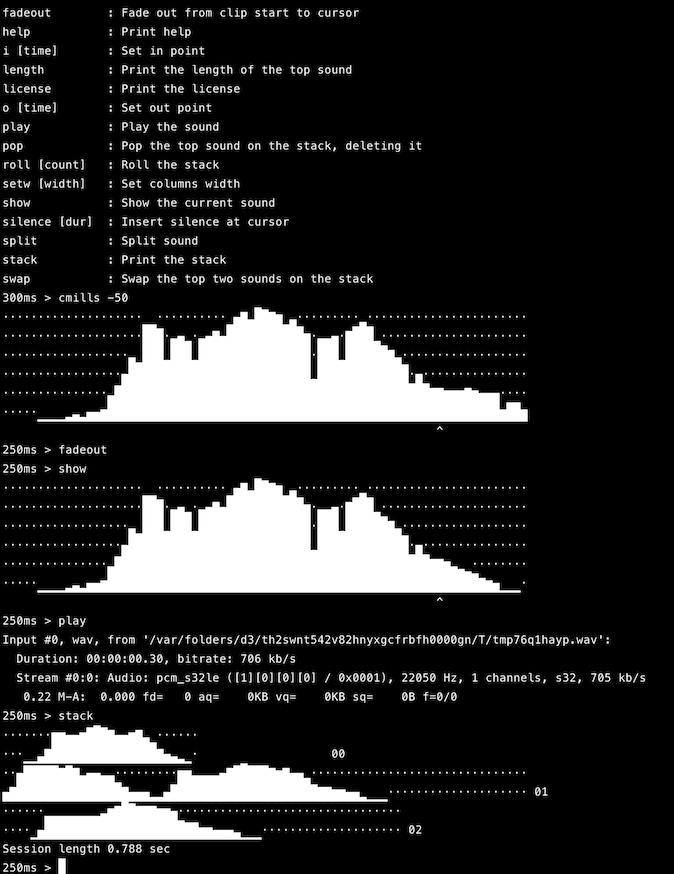 fadeout : Fade out from clip start to cursor
help : Print help
i [time] : Set in point
length : Print the length of the top sound
license : Print the license
o [time] : Set out point
play : Play the sound
pop : Pop the top sound on the stack, deleting it
roll [count] : Roll the stack
setw [width] : Set columns width
show : Show the current sound
silence [dur] : Insert silence at cursor
split : Split sound
stack : Print the stack
swap : Swap the top two sounds on the stack
300ms > cmills -50
^
250ms > fadeout
250ms > show
^
250ms > play
Input #0, wav, from '/var/folders/d3/th2swnt542v82hnyxgcfrbfh0000gn/T/tmp76q1hayp.wav':
Duration: 00:00:00.30, bitrate: 706 kb/s
Stream #0:0: Audio: pcm_s32le ([1][0][0][0] / 0x0001), 22050 Hz, 1 channels, s32, 705 kb/s
0.22 M-A: 0.000 fd= 0 aq= 0KB vq= 0KB sq= 0B f=0/0
250ms > stack
00
01
02
Session length 0.788 sec
250ms >